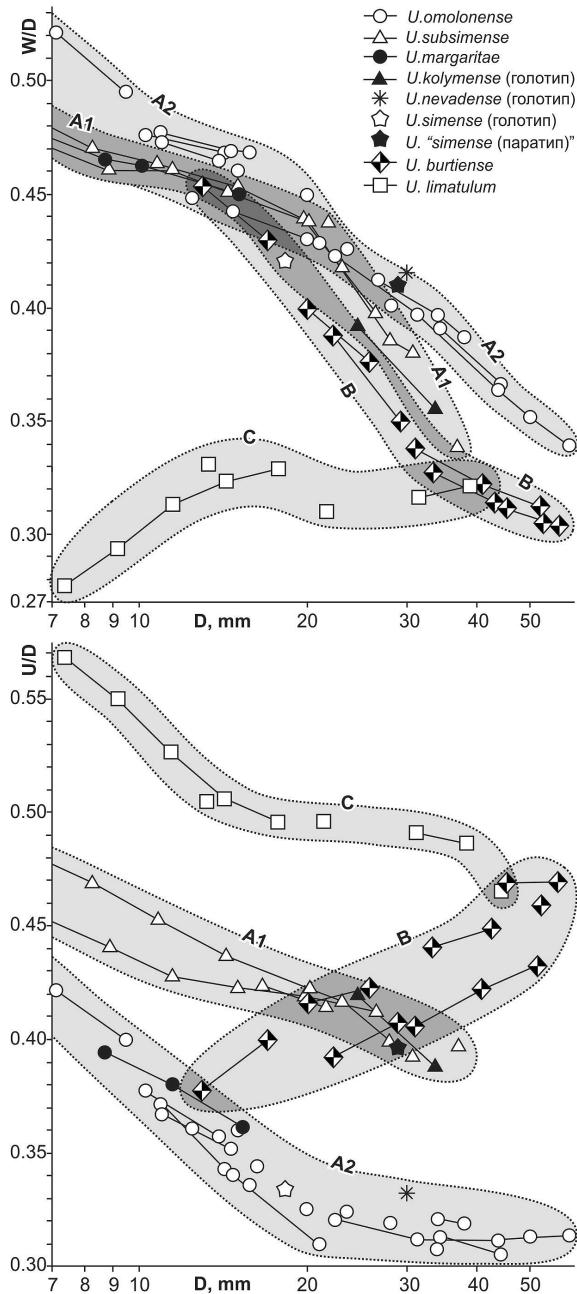 W/D
0.50
0.45
0.40
0.35
0.30
0.27
A1
A2
A2
A1
B
B
C
U.omolonense
U.subsimense
U.margaritae
U.kolymense (голотип)
U.nevadense (голотип)
U.simense (голотип)
U. “simense (паратип)”
U. burtiense
U. limatulum
7 8 9 10 D, mm 20 30 40 50
U/D
0.55
0.50
0.45
0.40
0.35
0.30
C
A1
B
A2
7 8 9 10 D, mm 20 30 40 50